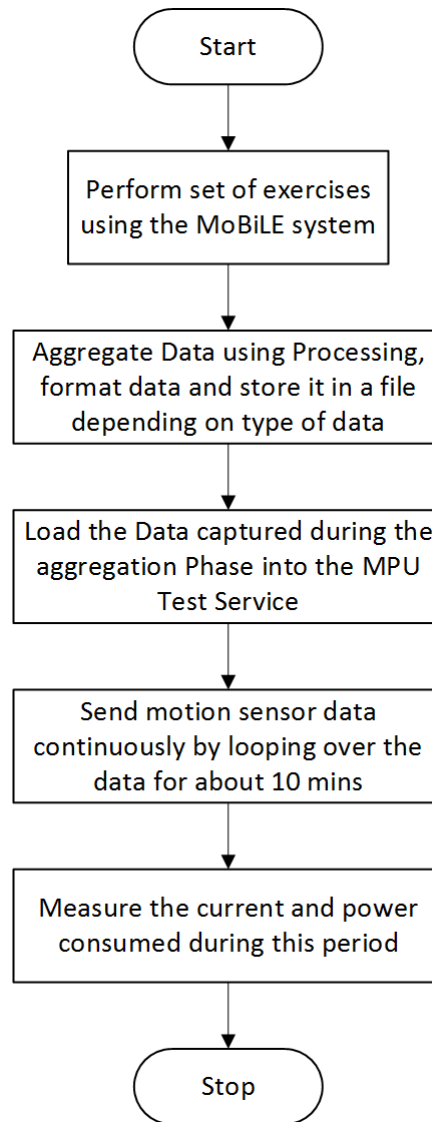 Start
Perform set of exercises
using the MoBiLE system
Aggregate Data using Processing,
format data and store it in a file
depending on type of data
Load the Data captured during the
aggregation Phase into the MPU
Test Service
Send motion sensor data
continuously by looping over the
data for about 10 mins
Measure the current and power
consumed during this period
Stop